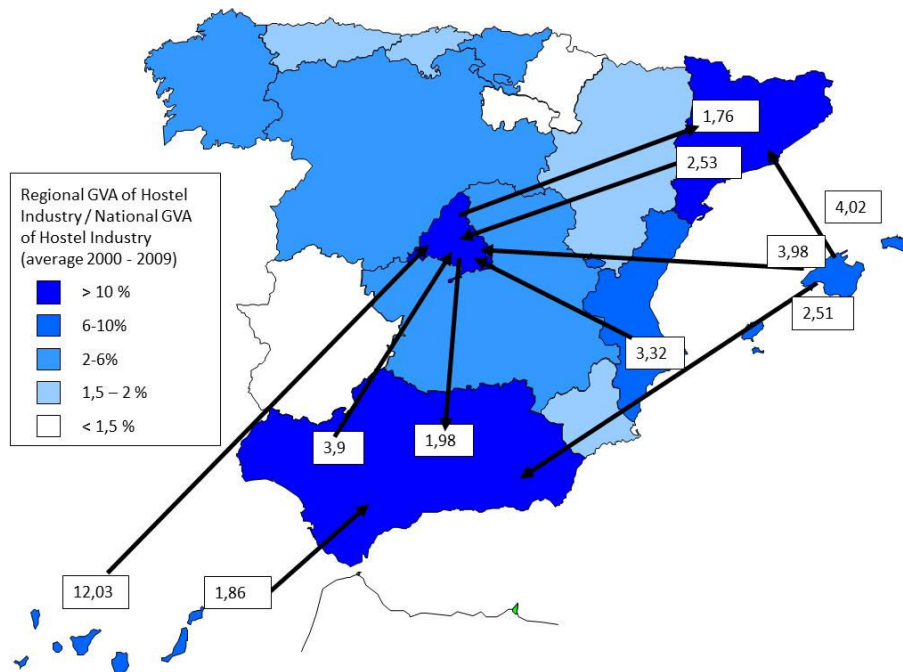 1,76
2,53
4,02
Regional GVA of Hostel
Industry / National GVA
of Hostel Industry
(average 2000 - 2009)
> 10 %
6-10%
2-6%
1,5 – 2 %
< 1,5 %
3,98
2,51
3,32
3,9
1,98
12,03
1,86